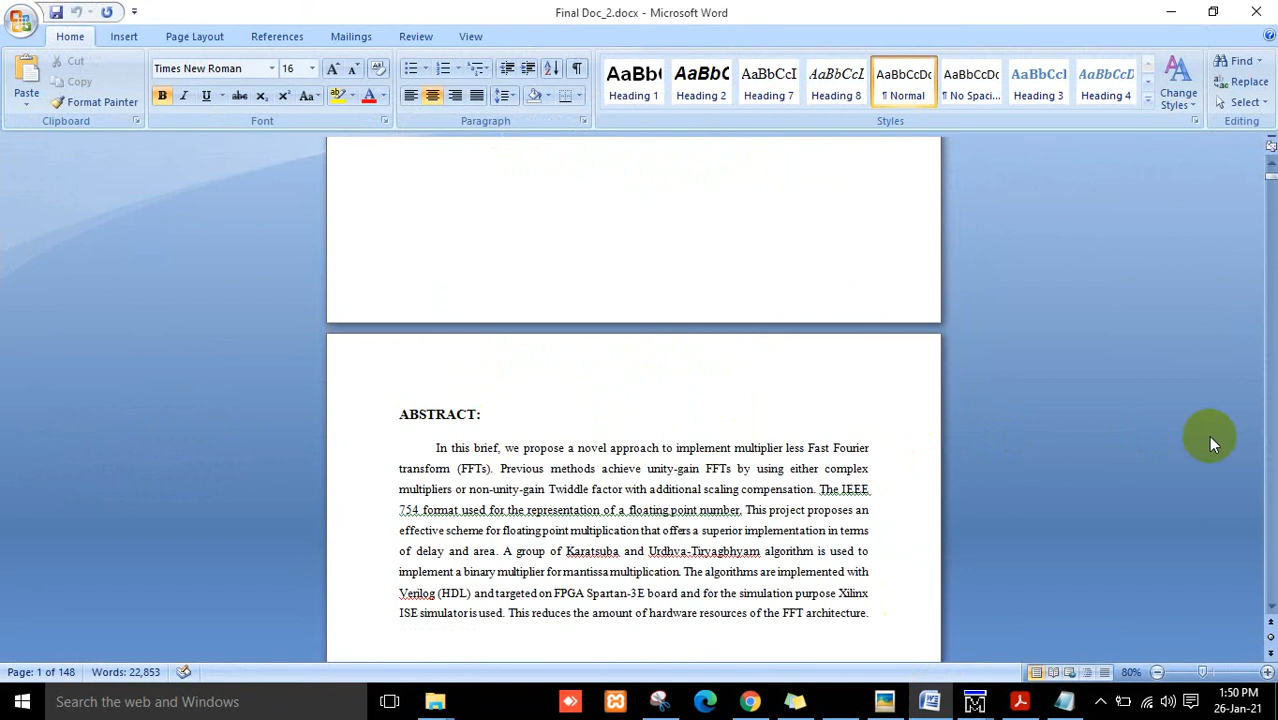 Final Doc_2.docx - Microsoft Word
Home Insert Page Layout References Mailings Review View
Paste
Cut
Copy
Format Painter
Clipboard
Times New Roman 16
Font
Paragraph
AaBb( AaBbC AaBbCcI AaBbCcL AaBbCcDc AaBbCcDc AaBbCcI AaBbCcD
Heading 1 Heading 2 Heading 7 Heading 8 ¶ Normal ¶ No Spaci... Heading 3 Heading 4
Styles
Change
Styles
Find
Replace
Select
Editing
ABSTRACT:
In this brief, we propose a novel approach to implement multiplier less Fast Fourier
transform (FFTs). Previous methods achieve unity-gain FFTs by using either complex
multipliers or non-unity-gain Twiddle factor with additional scaling compensation. The IEEE
754 format used for the representation of a floating point number. This project proposes an
effective scheme for floating point multiplication that offers a superior implementation in terms
of delay and area. A group of Karatsuba and Urdhva-Tiryagbhyam algorithm is used to
implement a binary multiplier for mantissa multiplication. The algorithms are implemented with
Verilog (HDL) and targeted on FPGA Spartan-3E board and for the simulation purpose Xilinx
ISE simulator is used. This reduces the amount of hardware resources of the FFT architecture.
Page: 1 of 148 Words: 22,853 80%
Search the web and Windows
1:50 PM
26-Jan-21